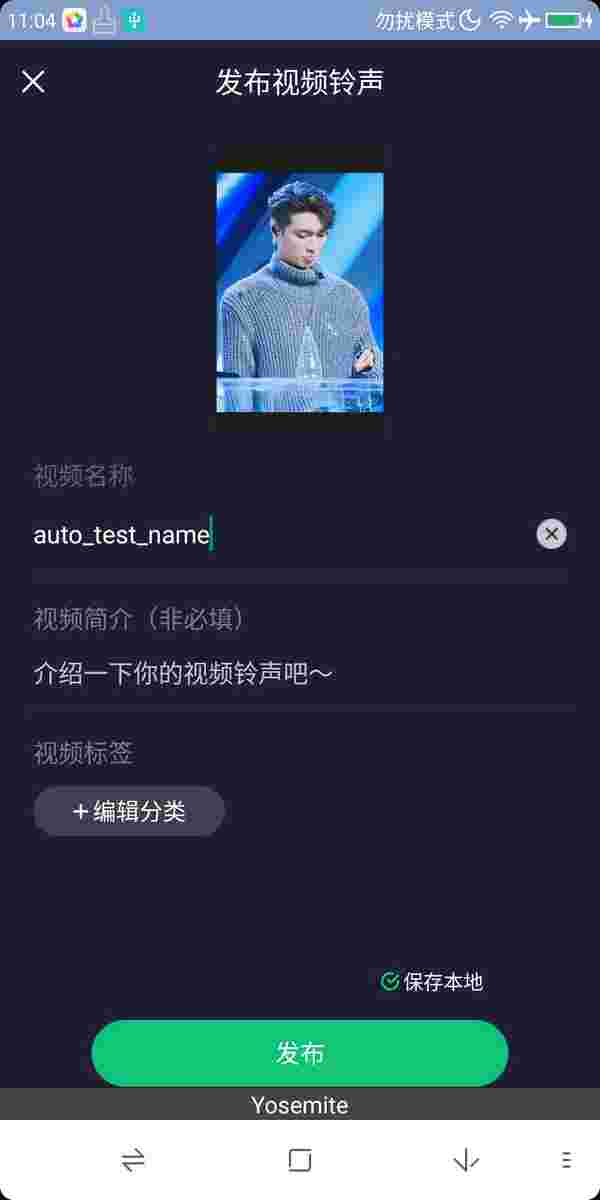 11:04 勿扰模式
发布视频铃声
视频名称
auto_test_name
视频简介（非必填）
介绍一下你的视频铃声吧～
视频标签
+编辑分类
保存本地
发布
Yosemite